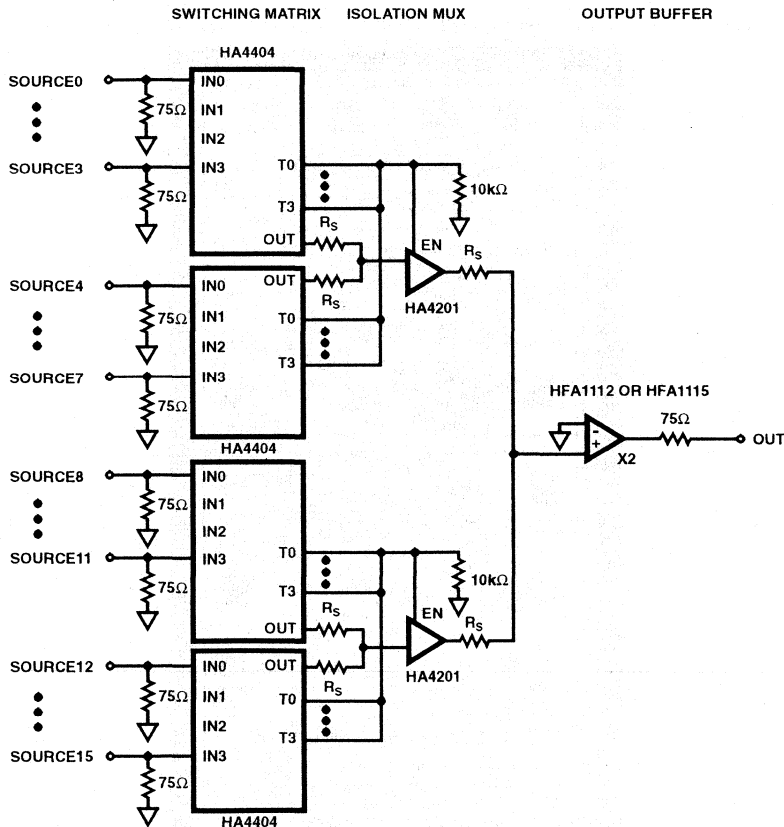 SWITCHING MATRIX ISOLATION MUX OUTPUT BUFFER
HA4404
SOURCE0
75Ω
IN0
IN1
IN2
SOURCE3
75Ω
IN3
T0
T3
OUT
RS
10kΩ
EN
HA4201
RS
SOURCE4
75Ω
IN0
IN1
IN2
SOURCE7
75Ω
IN3
OUT
RS
T0
T3
HA4404
HFA1112 OR HFA1115
-
+
X2
75Ω
OUT
SOURCE8
75Ω
IN0
IN1
IN2
SOURCE11
75Ω
IN3
T0
T3
OUT
RS
10kΩ
EN
HA4201
RS
SOURCE12
75Ω
IN0
IN1
IN2
SOURCE15
75Ω
IN3
OUT
RS
T0
T3
HA4404